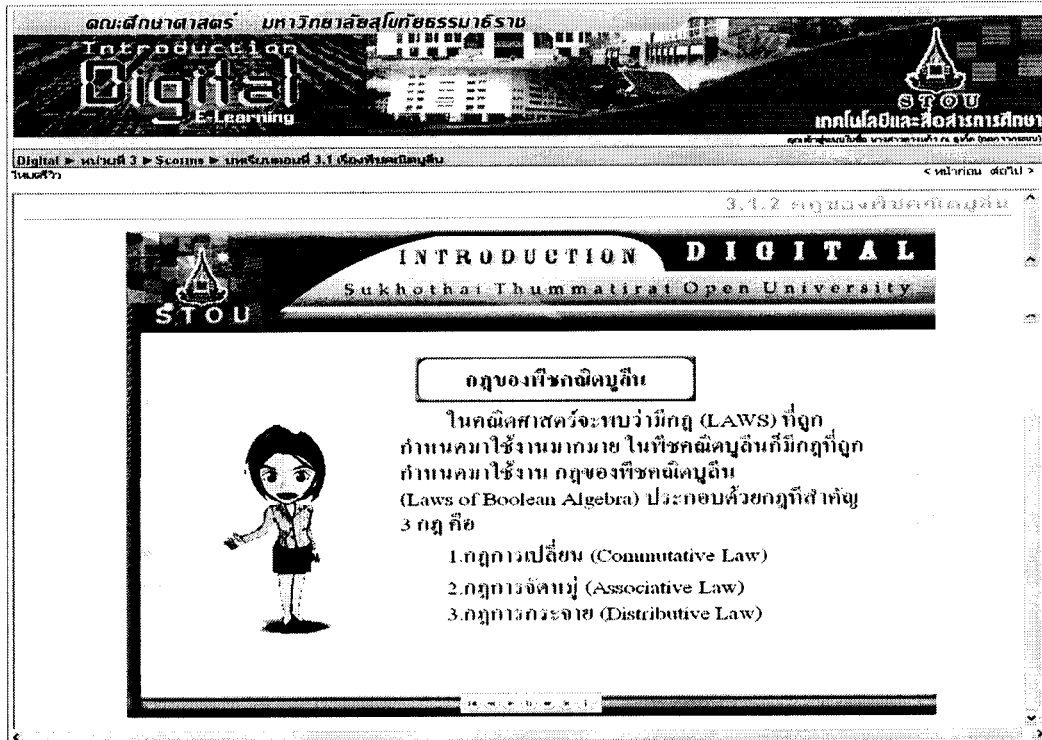 คณะศึกษาศาสตร์ มหาวิทยาลัยสุโขทัยธรรมาธิราช
Introduction
Digital
E-Learning
STOU
เทคโนโลยีและสื่อสารการศึกษา
Digital ► หน่วยที่ 3 ► Scorms ► บทเรียนตอนที่ 3.1 เรื่องพีชคณิตบูลีน
โหมดรีวิว
< หน้าก่อน ต่อไป >
3.1.2 กฎของพีชคณิตบูลีน
INTRODUCTION DIGITAL
Sukhothai Thummatirat Open University
STOU
กฎของพีชคณิตบูลีน
ในคณิตศาสตร์จะพบว่ามีกฎ (LAWS) ที่ถูก
กำหนดมาใช้งานมากมาย ในพีชคณิตบูลีนก็มีกฎที่ถูก
กำหนดมาใช้งาน กฎของพีชคณิตบูลีน
(Laws of Boolean Algebra) ประกอบด้วยกฎที่สำคัญ
3 กฎ คือ
1.กฎการเปลี่ยน (Commutative Law)
2.กฎการจัดหมู่ (Associative Law)
3.กฎการกระจาย (Distributive Law)